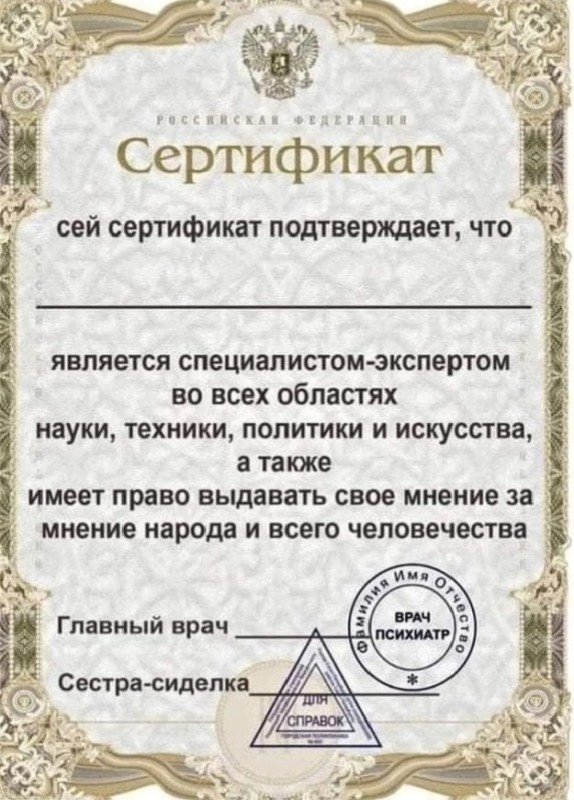 РОССИЙСКАЯ ФЕДЕРАЦИЯ
Сертификат
сей сертификат подтверждает, что
является специалистом-экспертом
во всех областях
науки, техники, политики и искусства,
а также
имеет право выдавать свое мнение за
мнение народа и всего человечества
Фамилия Имя Отчество
Главный врач
ВРАЧ
ПСИХИАТР
*
Сестра-сиделка
ДЛЯ
СПРАВОК
ГОРОДСКАЯ ПОЛИКЛИНИКА